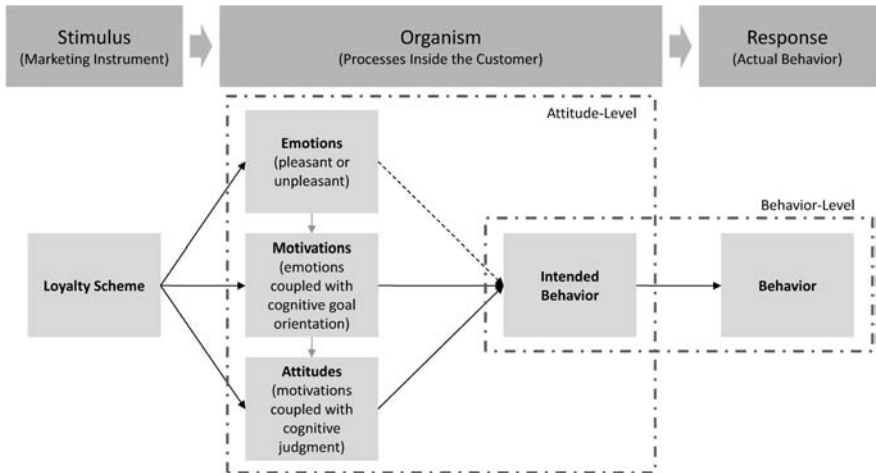 Stimulus
(Marketing Instrument)
Organism
(Processes Inside the Customer)
Response
(Actual Behavior)
Attitude-Level
Emotions
(pleasant or
unpleasant)
Behavior-Level
Loyalty Scheme
Motivations
(emotions
coupled with
cognitive goal
orientation)
Intended
Behavior
Behavior
Attitudes
(motivations
coupled with
cognitive
judgment)